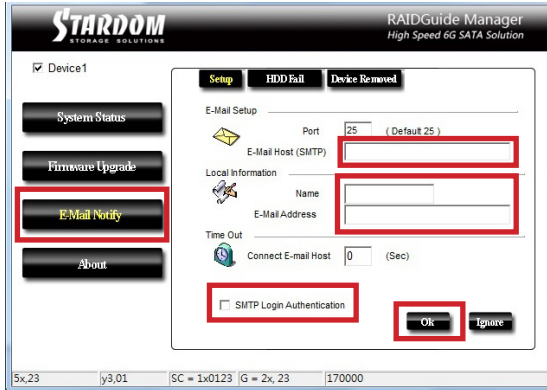 STARDOM
STORAGE SOLUTIONS
RAIDGuide Manager
High Speed 6G SATA Solution
Device1
System Status
Firmware Upgrade
E-Mail Notify
About
Setup HDD Fail Device Removed
E-Mail Setup
Port 25 ( Default 25 )
E-Mail Host (SMTP)
Local Information
Name
E-Mail Address
Time Out
Connect E-mail Host 0 (Sec)
SMTP Login Authentication
Ok Ignore
5x,23 y3,01 SC = 1x0123 G = 2x, 23 170000